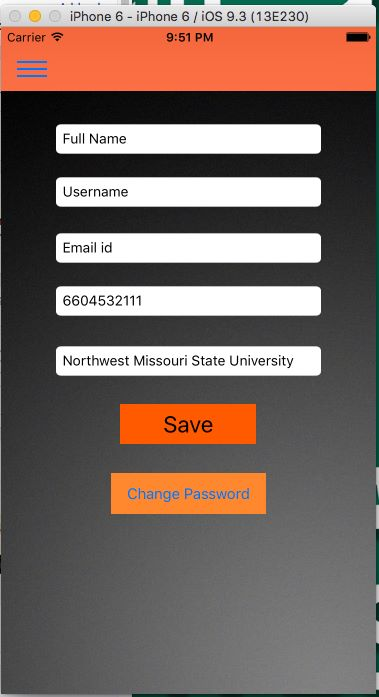 iPhone 6 - iPhone 6 / iOS 9.3 (13E230)
Carrier 9:51 PM
Full Name
Username
Email id
6604532111
Northwest Missouri State University
Save
Change Password